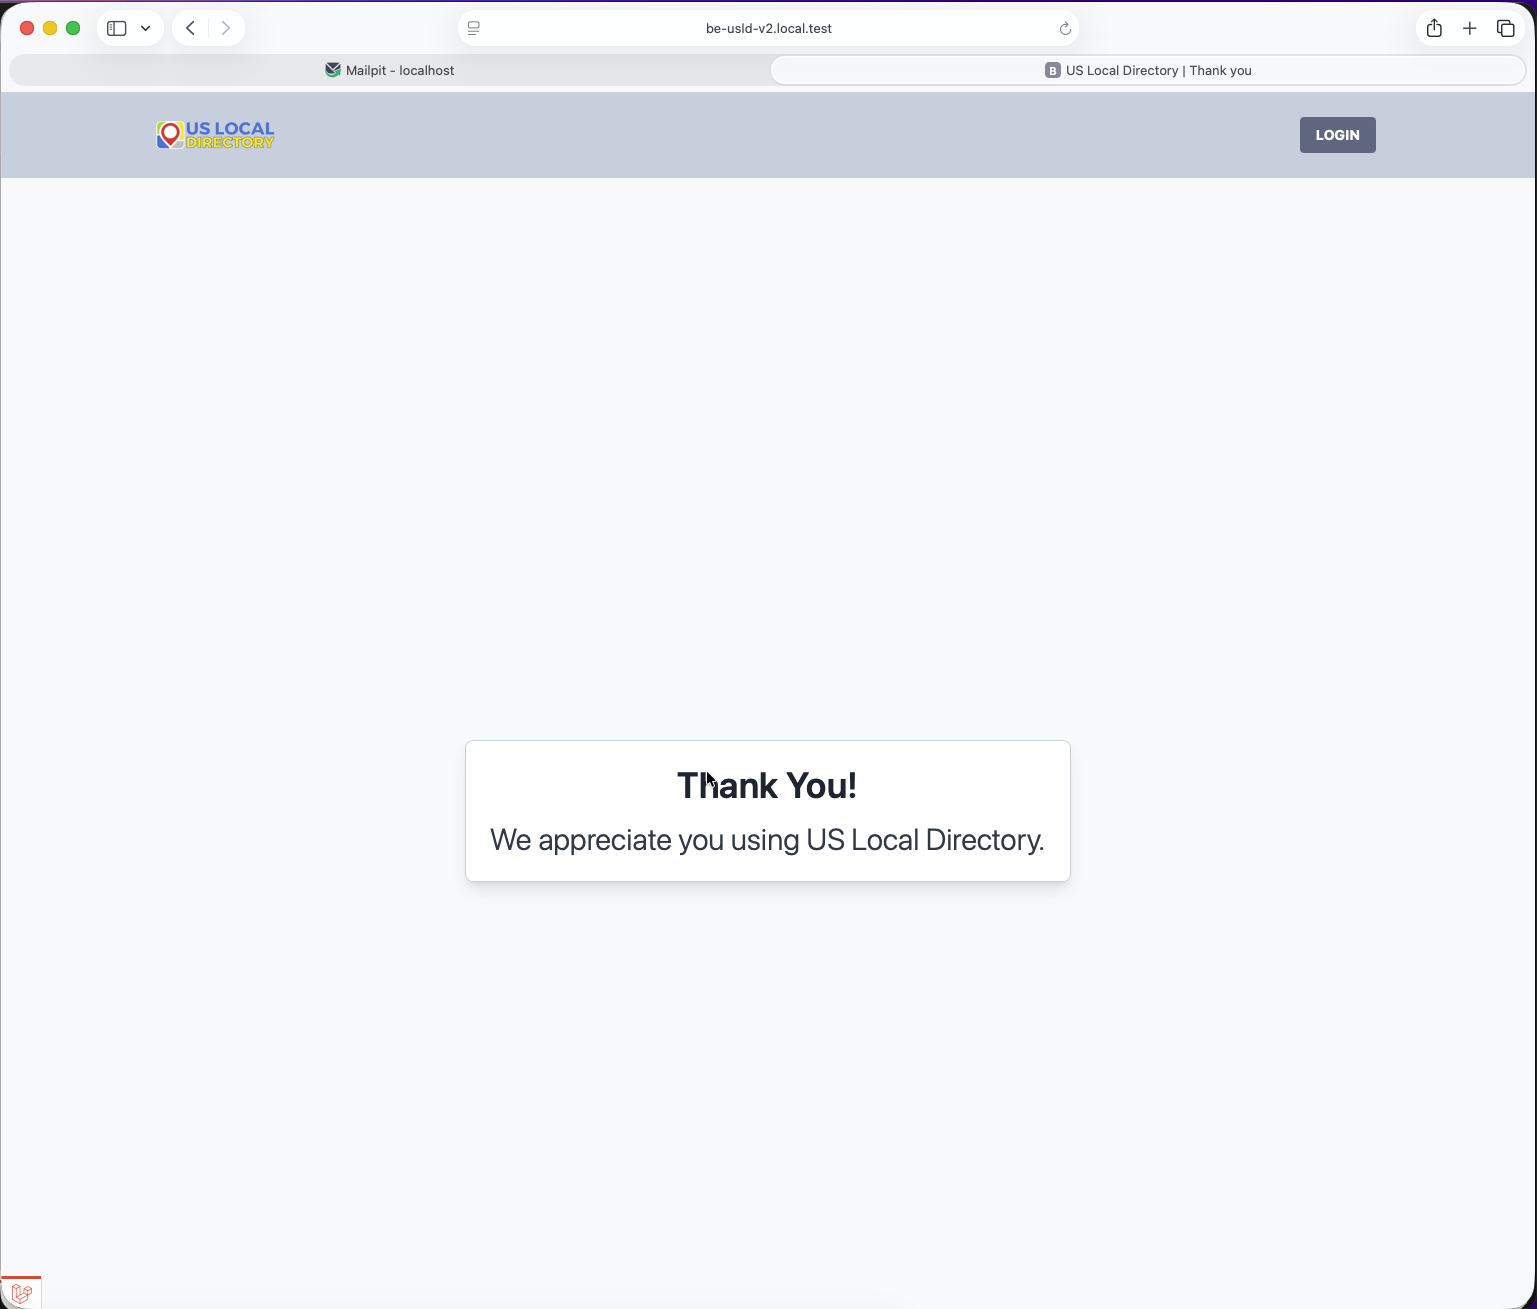 be-usld-v2.local.test
Mailpit - localhost
B US Local Directory | Thank you
US LOCAL
DIRECTORY
LOGIN
Thank You!
We appreciate you using US Local Directory.